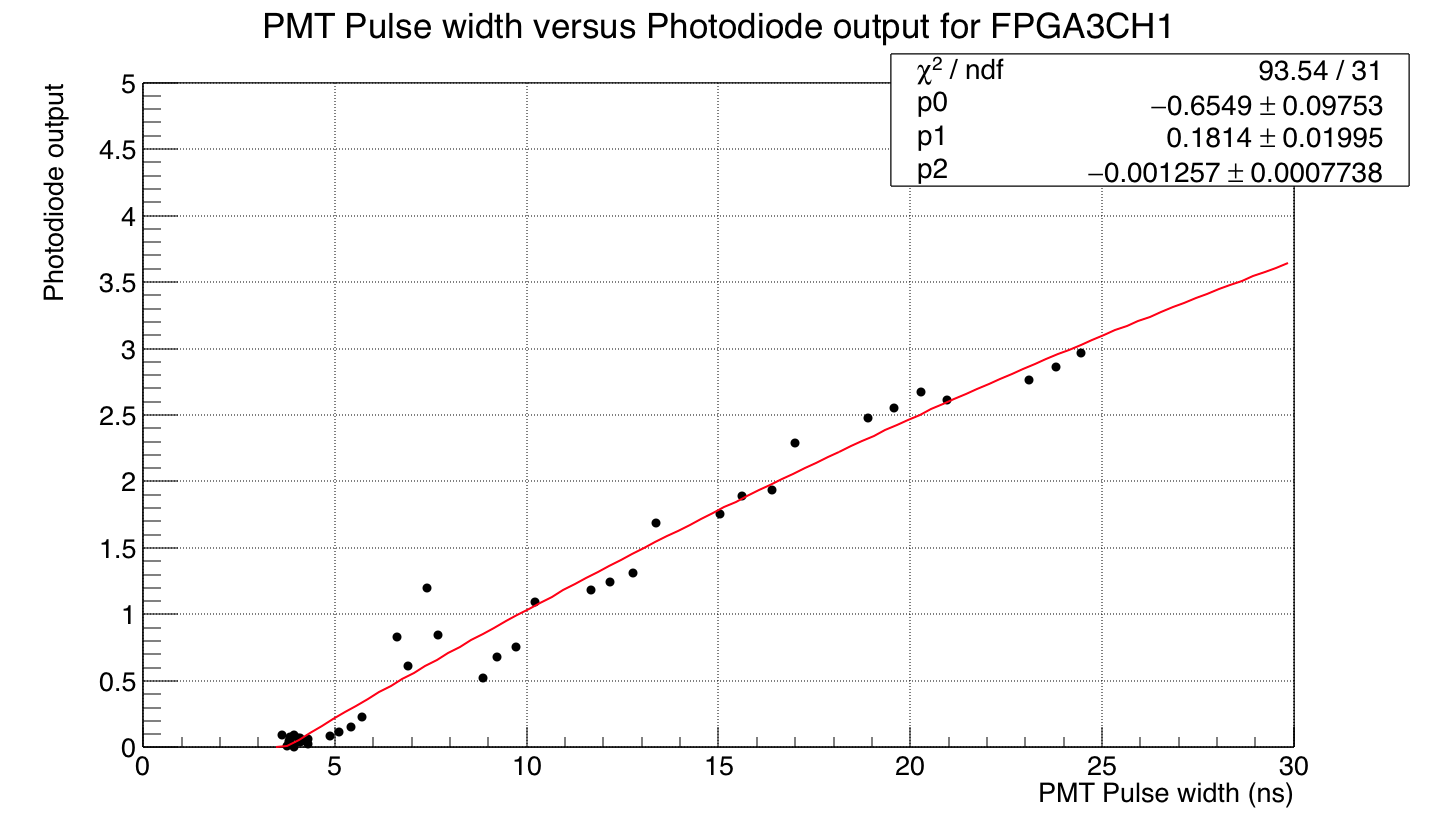 PMT Pulse width versus Photodiode output for FPGA3CH1
χ² / ndf 93.54 / 31
p0 −0.6549 ± 0.09753
p1 0.1814 ± 0.01995
p2 −0.001257 ± 0.0007738
Photodiode output
5
4.5
4
3.5
3
2.5
2
1.5
1
0.5
0
0 5 10 15 20 25 30
PMT Pulse width (ns)